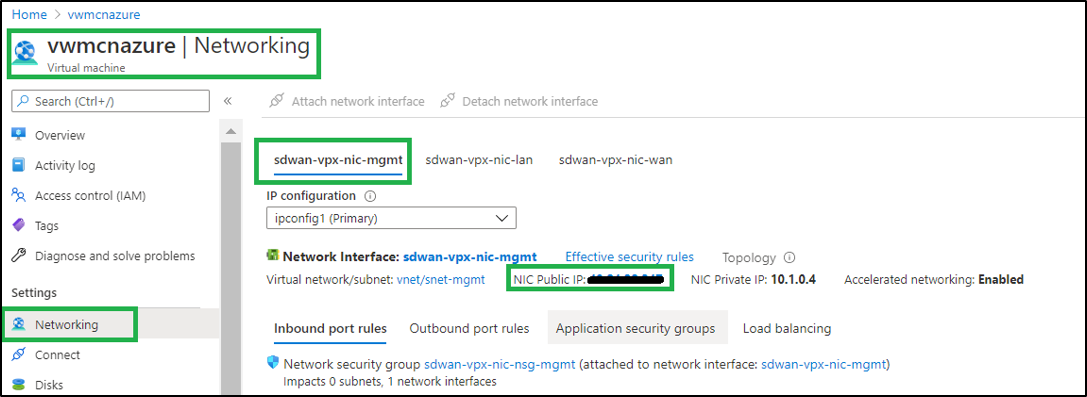 Home > vwmcnazure
vwmcnazure | Networking
Virtual machine
Search (Ctrl+/)
«
Attach network interface
Detach network interface
Overview
Activity log
Access control (IAM)
Tags
Diagnose and solve problems
Settings
Networking
Connect
Disks
sdwan-vpx-nic-mgmt
sdwan-vpx-nic-lan
sdwan-vpx-nic-wan
IP configuration
ipconfig1 (Primary)
Network Interface: sdwan-vpx-nic-mgmt
Effective security rules
Topology
Virtual network/subnet: vnet/snet-mgmt
NIC Public IP:
NIC Private IP: 10.1.0.4
Accelerated networking: Enabled
Inbound port rules
Outbound port rules
Application security groups
Load balancing
Network security group sdwan-vpx-nic-nsg-mgmt (attached to network interface: sdwan-vpx-nic-mgmt)
Impacts 0 subnets, 1 network interfaces